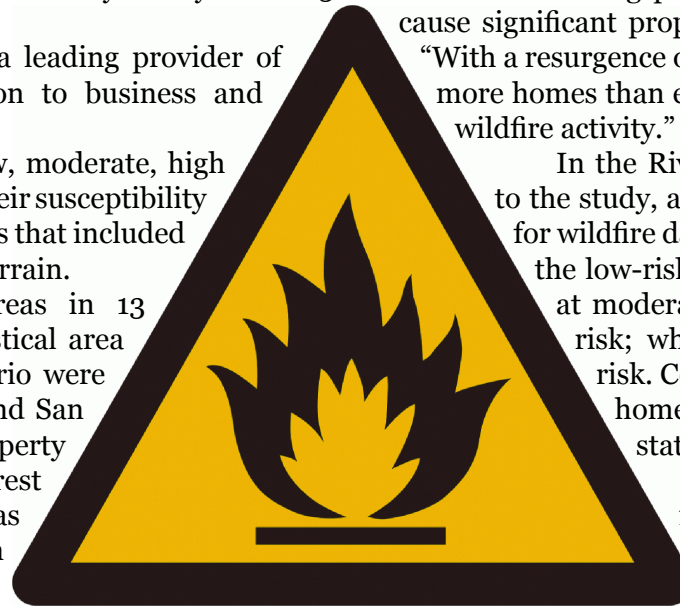 a leading provider of
on to business and
w, moderate, high
eir susceptibility
s that included
rrain.
reas in 13
stical area
rio were
nd San
perty
rest
as
cause significant prop
“With a resurgence o
more homes than e
wildfire activity.”
In the Riv
to the study, a
for wildfire da
the low-risk
at modera
risk; wh
risk. C
home
stat